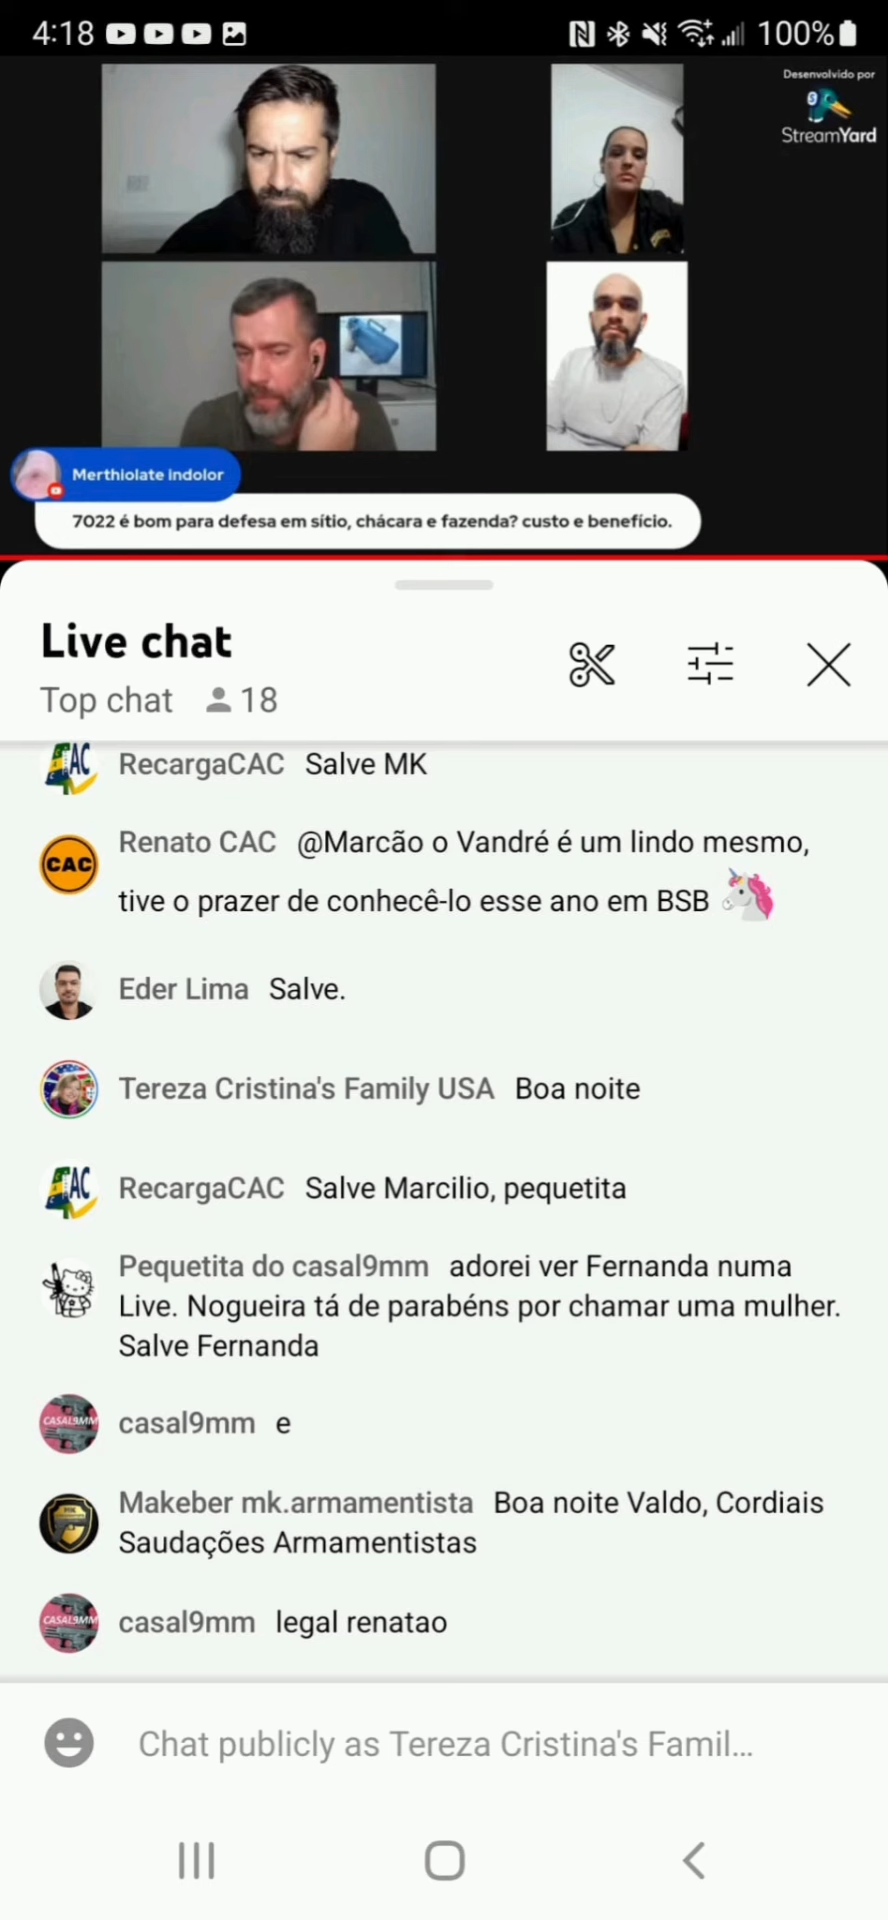 4:18
100%
Desenvolvido por
StreamYard
Merthiolate indolor
7022 é bom para defesa em sítio, chácara e fazenda? custo e benefício.
Live chat
Top chat 18
RecargaCAC Salve MK
Renato CAC @Marcão o Vandré é um lindo mesmo,
tive o prazer de conhecê-lo esse ano em BSB
CAC
Eder Lima Salve.
Tereza Cristina's Family USA Boa noite
RecargaCAC Salve Marcilio, pequetita
Pequetita do casal9mm adorei ver Fernanda numa
Live. Nogueira tá de parabéns por chamar uma mulher.
Salve Fernanda
CASAL9MM
casal9mm e
Makeber mk.armamentista Boa noite Valdo, Cordiais
Saudações Armamentistas
CASAL9MM
casal9mm legal renatao
Chat publicly as Tereza Cristina's Famil...